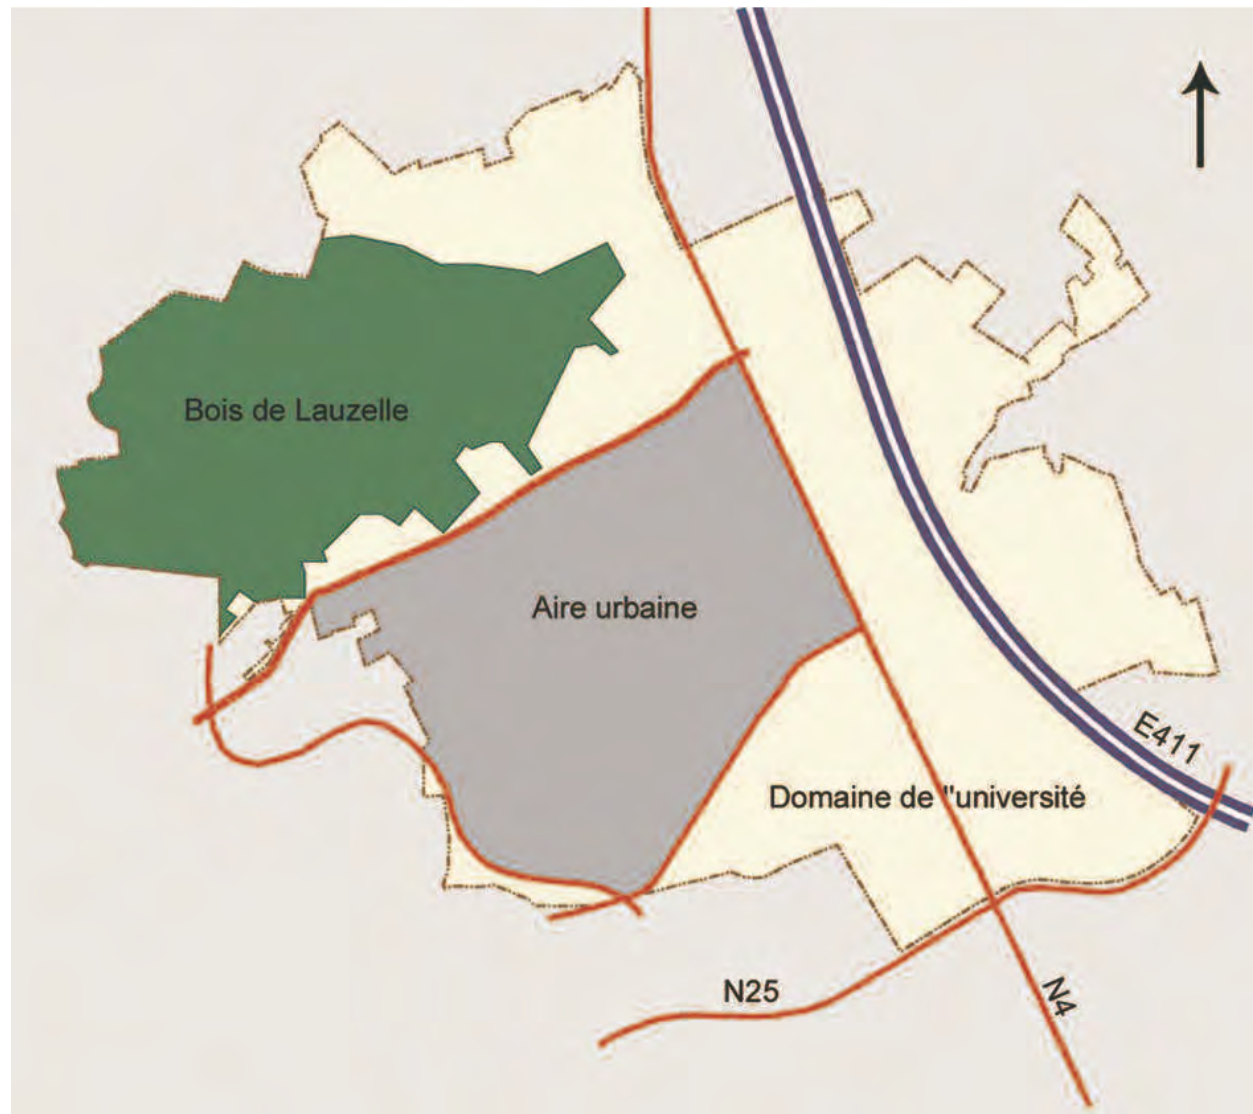 Bois de Lauzelle
Aire urbaine
E411
Domaine de l"université
N25
N4